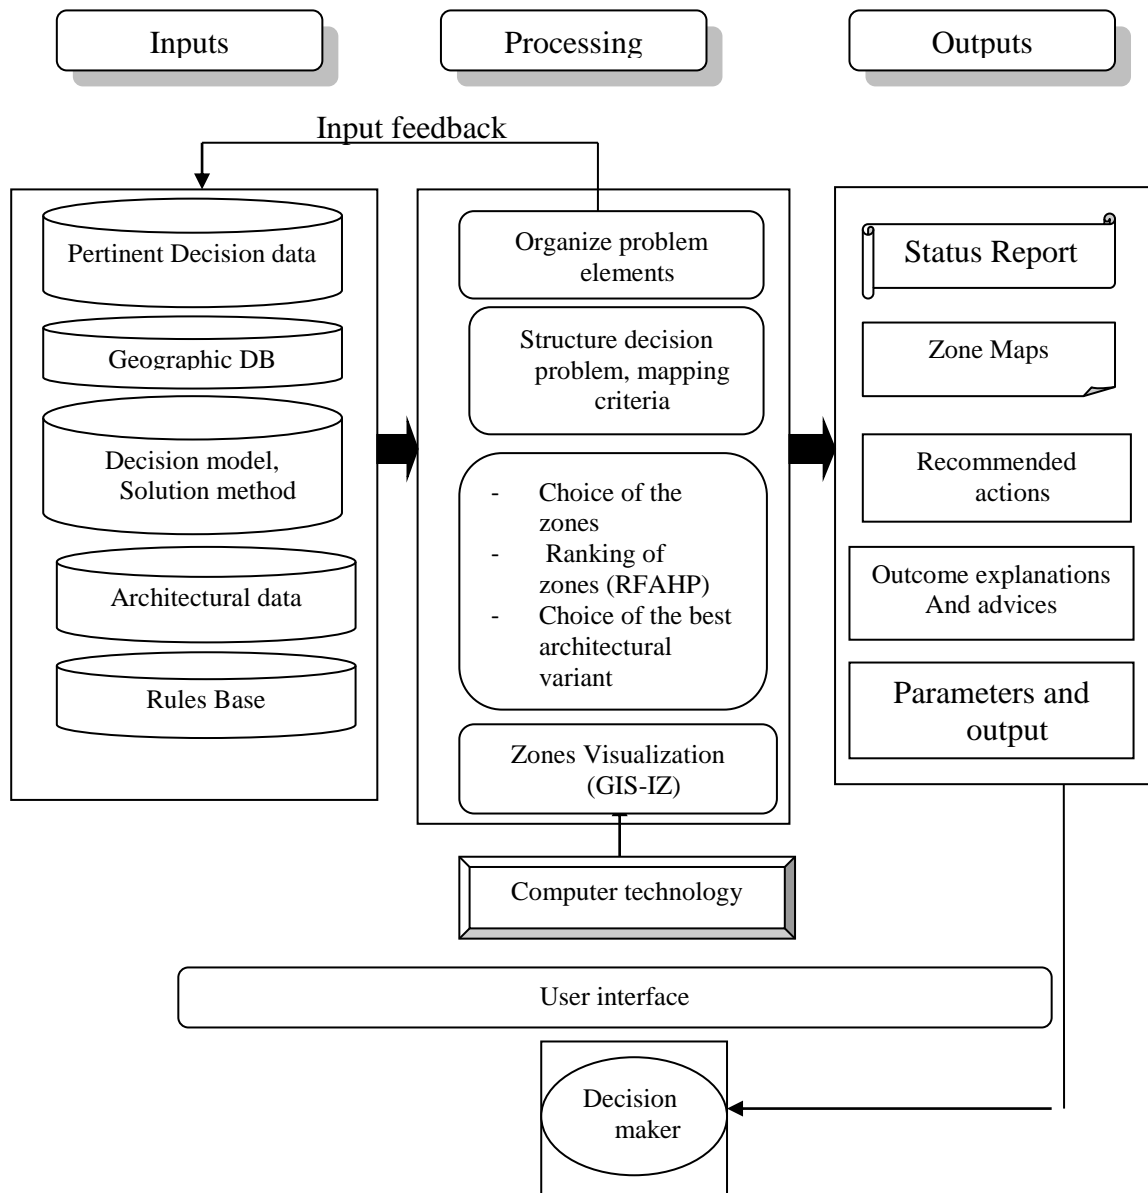 Inputs
Processing
Outputs
Input feedback
Pertinent Decision data
Geographic DB
Decision model,
Solution method
Architectural data
Rules Base
Organize problem
elements
Structure decision
problem, mapping
criteria
- Choice of the
zones
- Ranking of
zones (RFAHP)
- Choice of the best
architectural
variant
Zones Visualization
(GIS-IZ)
Computer technology
Status Report
Zone Maps
Recommended
actions
Outcome explanations
And advices
Parameters and
output
User interface
Decision
maker